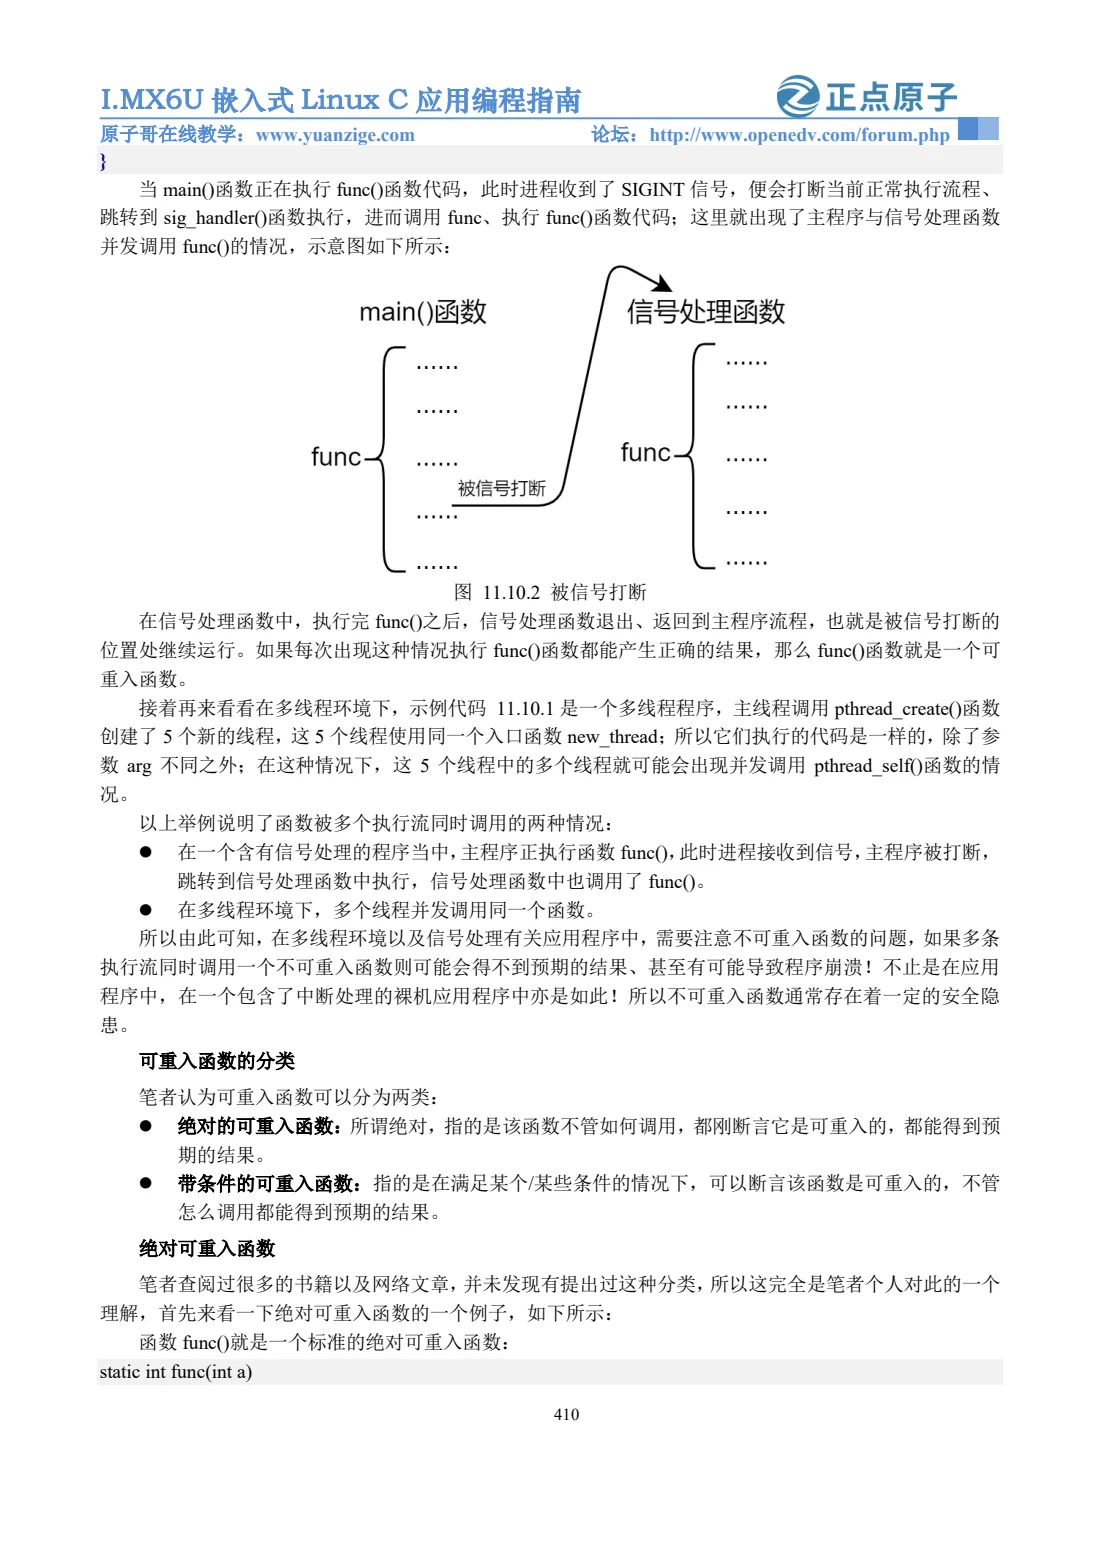 I.MX6U 嵌入式 Linux C 应用编程指南
正点原子
原子哥在线教学：www.yuanzige.com 论坛：http://www.openedv.com/forum.php
}
当 main()函数正在执行 func()函数代码，此时进程收到了 SIGINT 信号，便会打断当前正常执行流程、
跳转到 sig_handler()函数执行，进而调用 func、执行 func()函数代码；这里就出现了主程序与信号处理函数
并发调用 func()的情况，示意图如下所示：
main()函数 信号处理函数
······ ······
······ ······
func ······ func ······
被信号打断
······ ······
······ ······
图 11.10.2 被信号打断
在信号处理函数中，执行完 func()之后，信号处理函数退出、返回到主程序流程，也就是被信号打断的
位置处继续运行。如果每次出现这种情况执行 func()函数都能产生正确的结果，那么 func()函数就是一个可
重入函数。
接着再来看看在多线程环境下，示例代码 11.10.1 是一个多线程程序，主线程调用 pthread_create()函数
创建了 5 个新的线程，这 5 个线程使用同一个入口函数 new_thread；所以它们执行的代码是一样的，除了参
数 arg 不同之外；在这种情况下，这 5 个线程中的多个线程就可能会出现并发调用 pthread_self()函数的情
况。
以上举例说明了函数被多个执行流同时调用的两种情况：
● 在一个含有信号处理的程序当中，主程序正执行函数 func()，此时进程接收到信号，主程序被打断，
跳转到信号处理函数中执行，信号处理函数中也调用了 func()。
● 在多线程环境下，多个线程并发调用同一个函数。
所以由此可知，在多线程环境以及信号处理有关应用程序中，需要注意不可重入函数的问题，如果多条
执行流同时调用一个不可重入函数则可能会得不到预期的结果、甚至有可能导致程序崩溃！不止是在应用
程序中，在一个包含了中断处理的裸机应用程序中亦是如此！所以不可重入函数通常存在着一定的安全隐
患。
可重入函数的分类
笔者认为可重入函数可以分为两类：
● 绝对的可重入函数：所谓绝对，指的是该函数不管如何调用，都刚断言它是可重入的，都能得到预
期的结果。
● 带条件的可重入函数：指的是在满足某个/某些条件的情况下，可以断言该函数是可重入的，不管
怎么调用都能得到预期的结果。
绝对可重入函数
笔者查阅过很多的书籍以及网络文章，并未发现有提出过这种分类，所以这完全是笔者个人对此的一个
理解，首先来看一下绝对可重入函数的一个例子，如下所示：
函数 func()就是一个标准的绝对可重入函数：
static int func(int a)
410